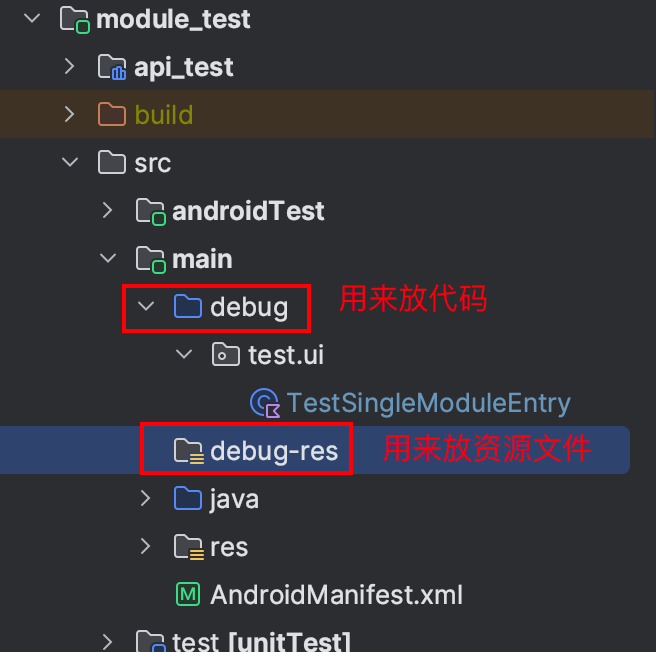 module_test
api_test
build
src
androidTest
main
debug 用来放代码
test.ui
TestSingleModuleEntry
debug-res 用来放资源文件
java
res
M AndroidManifest.xml
test [unitTest]